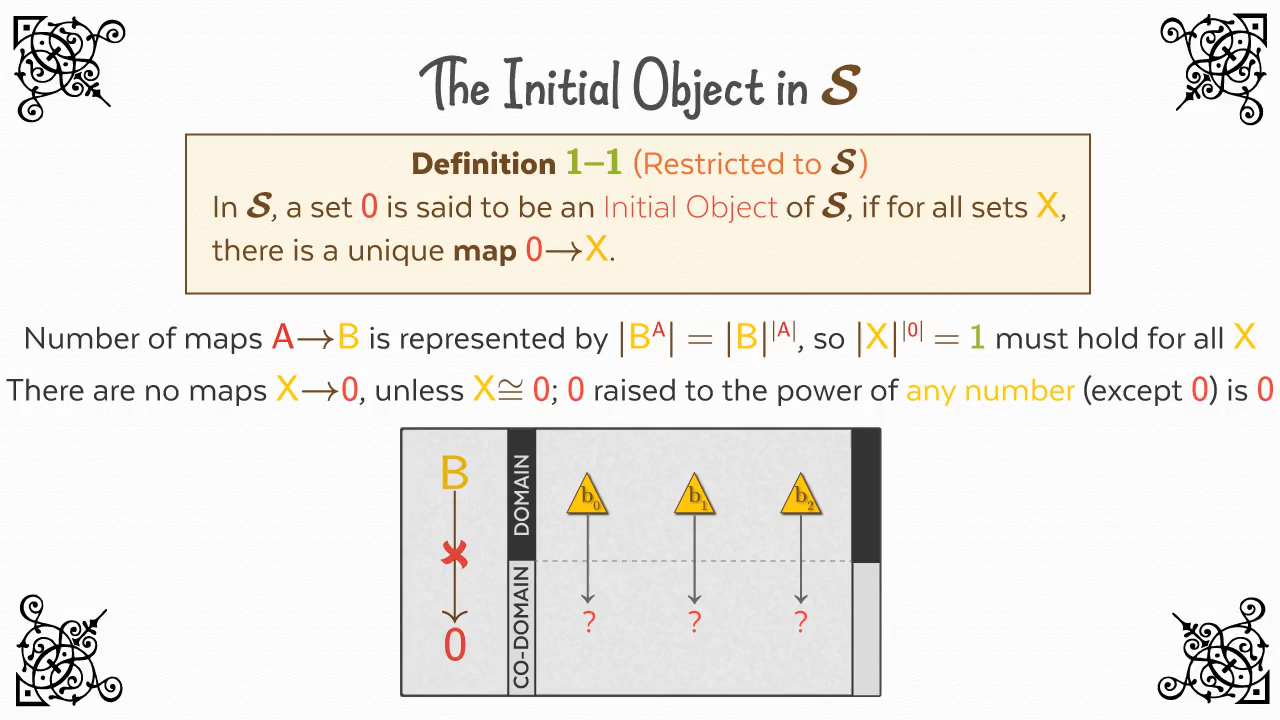 The Initial Object in 𝓢
Definition 1–1 (Restricted to 𝓢)
In 𝓢, a set 0 is said to be an Initial Object of 𝓢, if for all sets X,
there is a unique map 0→X.
Number of maps A→B is represented by |Bᴬ| = |B|^|A|, so |X|^|0| = 1 must hold for all X
There are no maps X→0, unless X≅ 0; 0 raised to the power of any number (except 0) is 0
B
0
DOMAIN
CO-DOMAIN
b₀ b₁ b₂
? ? ?